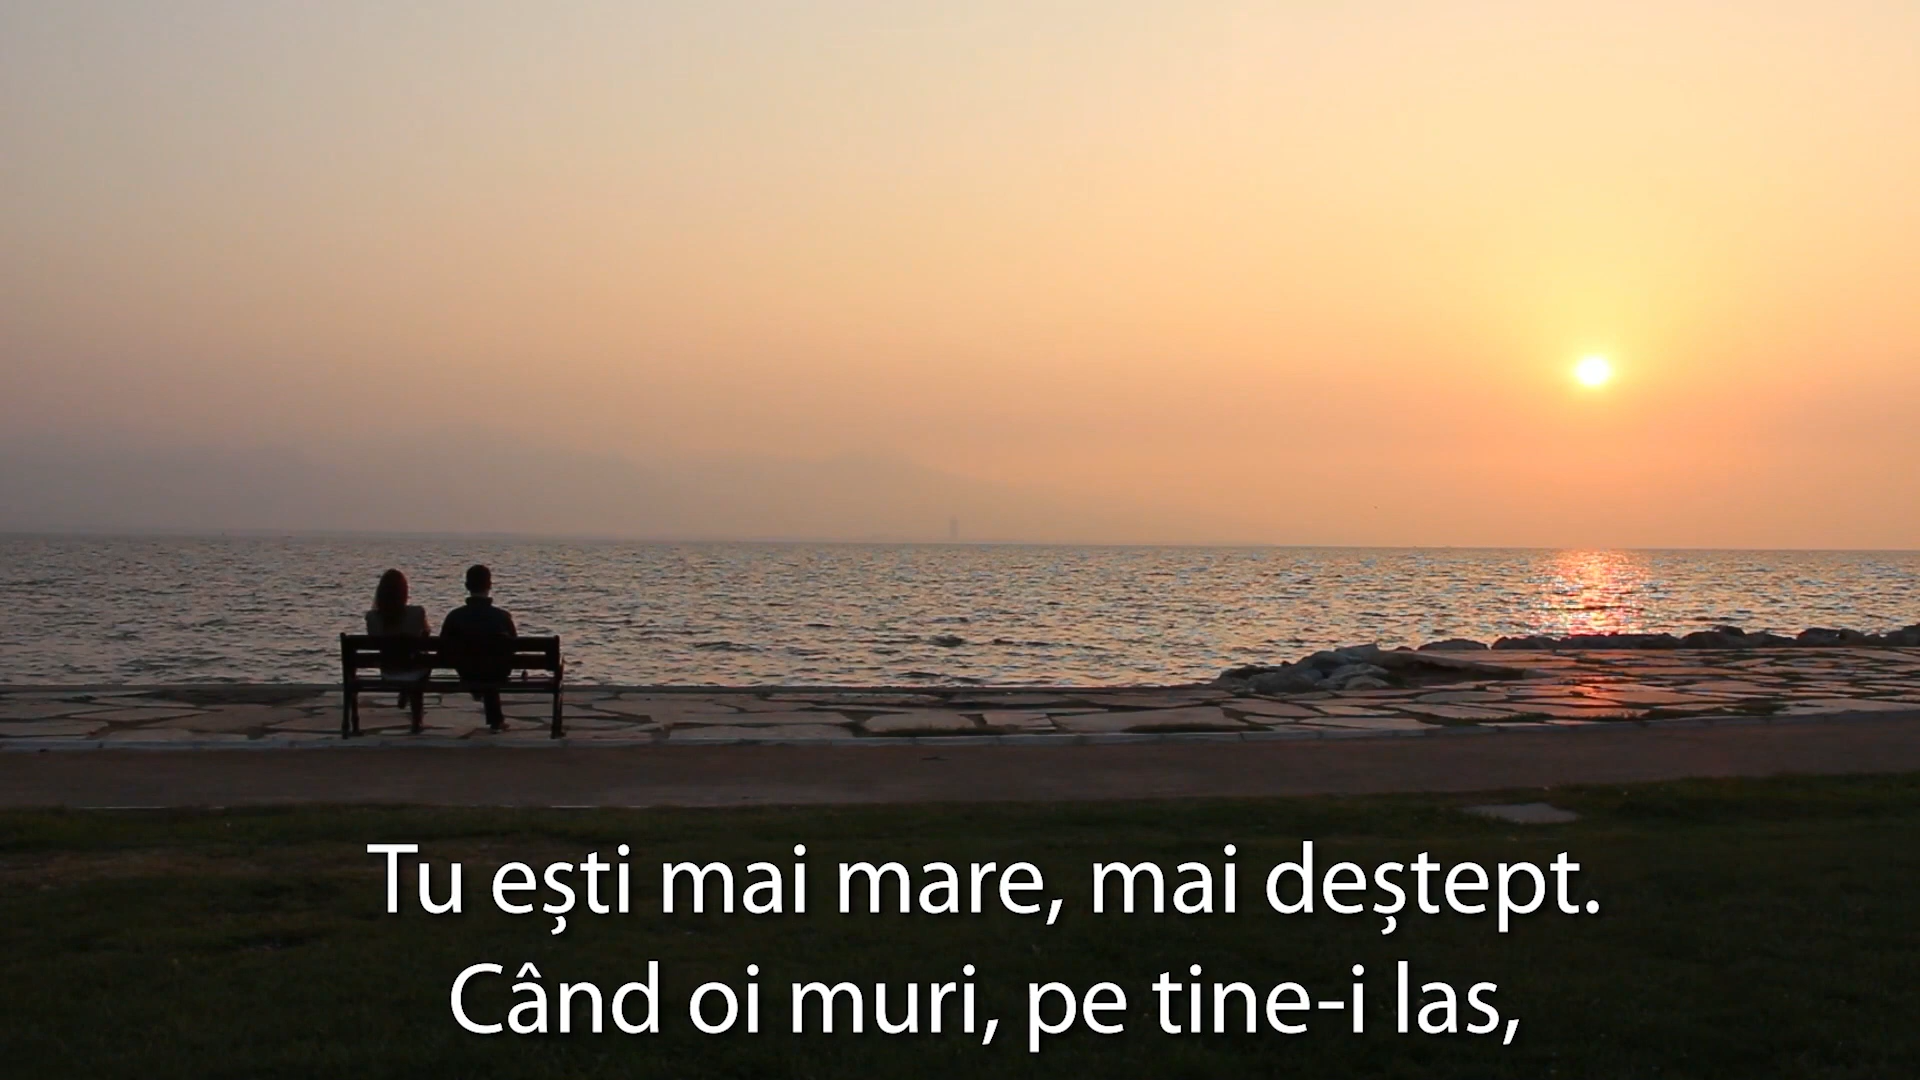 Tu ești mai mare, mai deștept.
Când oi muri, pe tine-i las,